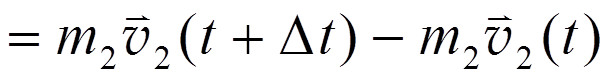 = m₂v⃗₂(t + Δt) − m₂v⃗₂(t)